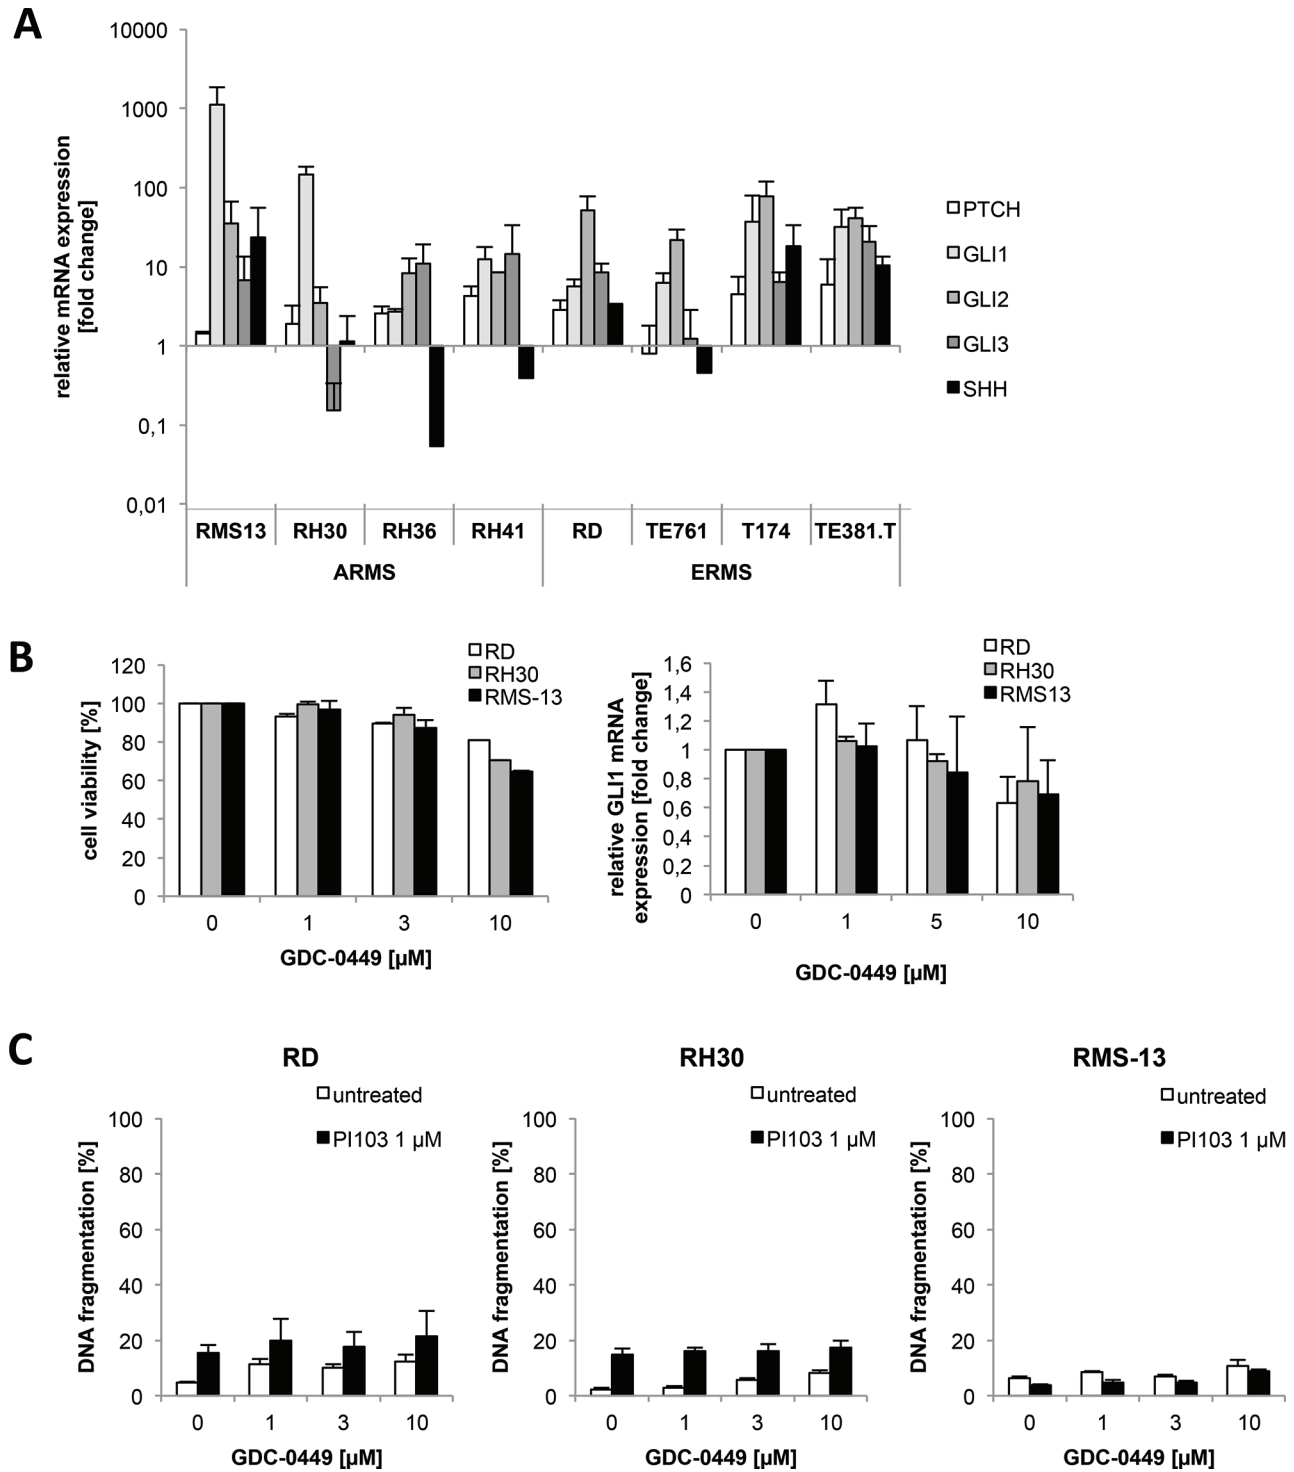 A
10000
1000
100
10
1
0,1
0,01
relative mRNA expression
[fold change]
PTCH
GLI1
GLI2
GLI3
SHH
RMS13 RH30 RH36 RH41 RD TE761 T174 TE381.T
ARMS ERMS
B
120
100
80
60
40
20
0
cell viability [%]
RD
RH30
RMS-13
0 1 3 10
GDC-0449 [µM]
1,6
1,4
1,2
1
0,8
0,6
0,4
0,2
0
relative GLI1 mRNA
expression [fold change]
RD
RH30
RMS13
0 1 5 10
GDC-0449 [µM]
C
RD
untreated
PI103 1 µM
100
80
60
40
20
0
DNA fragmentation [%]
0 1 3 10
GDC-0449 [µM]
RH30
untreated
PI103 1 µM
100
80
60
40
20
0
DNA fragmentation [%]
0 1 3 10
GDC-0449 [µM]
RMS-13
untreated
PI103 1 µM
100
80
60
40
20
0
DNA fragmentation [%]
0 1 3 10
GDC-0449 [µM]